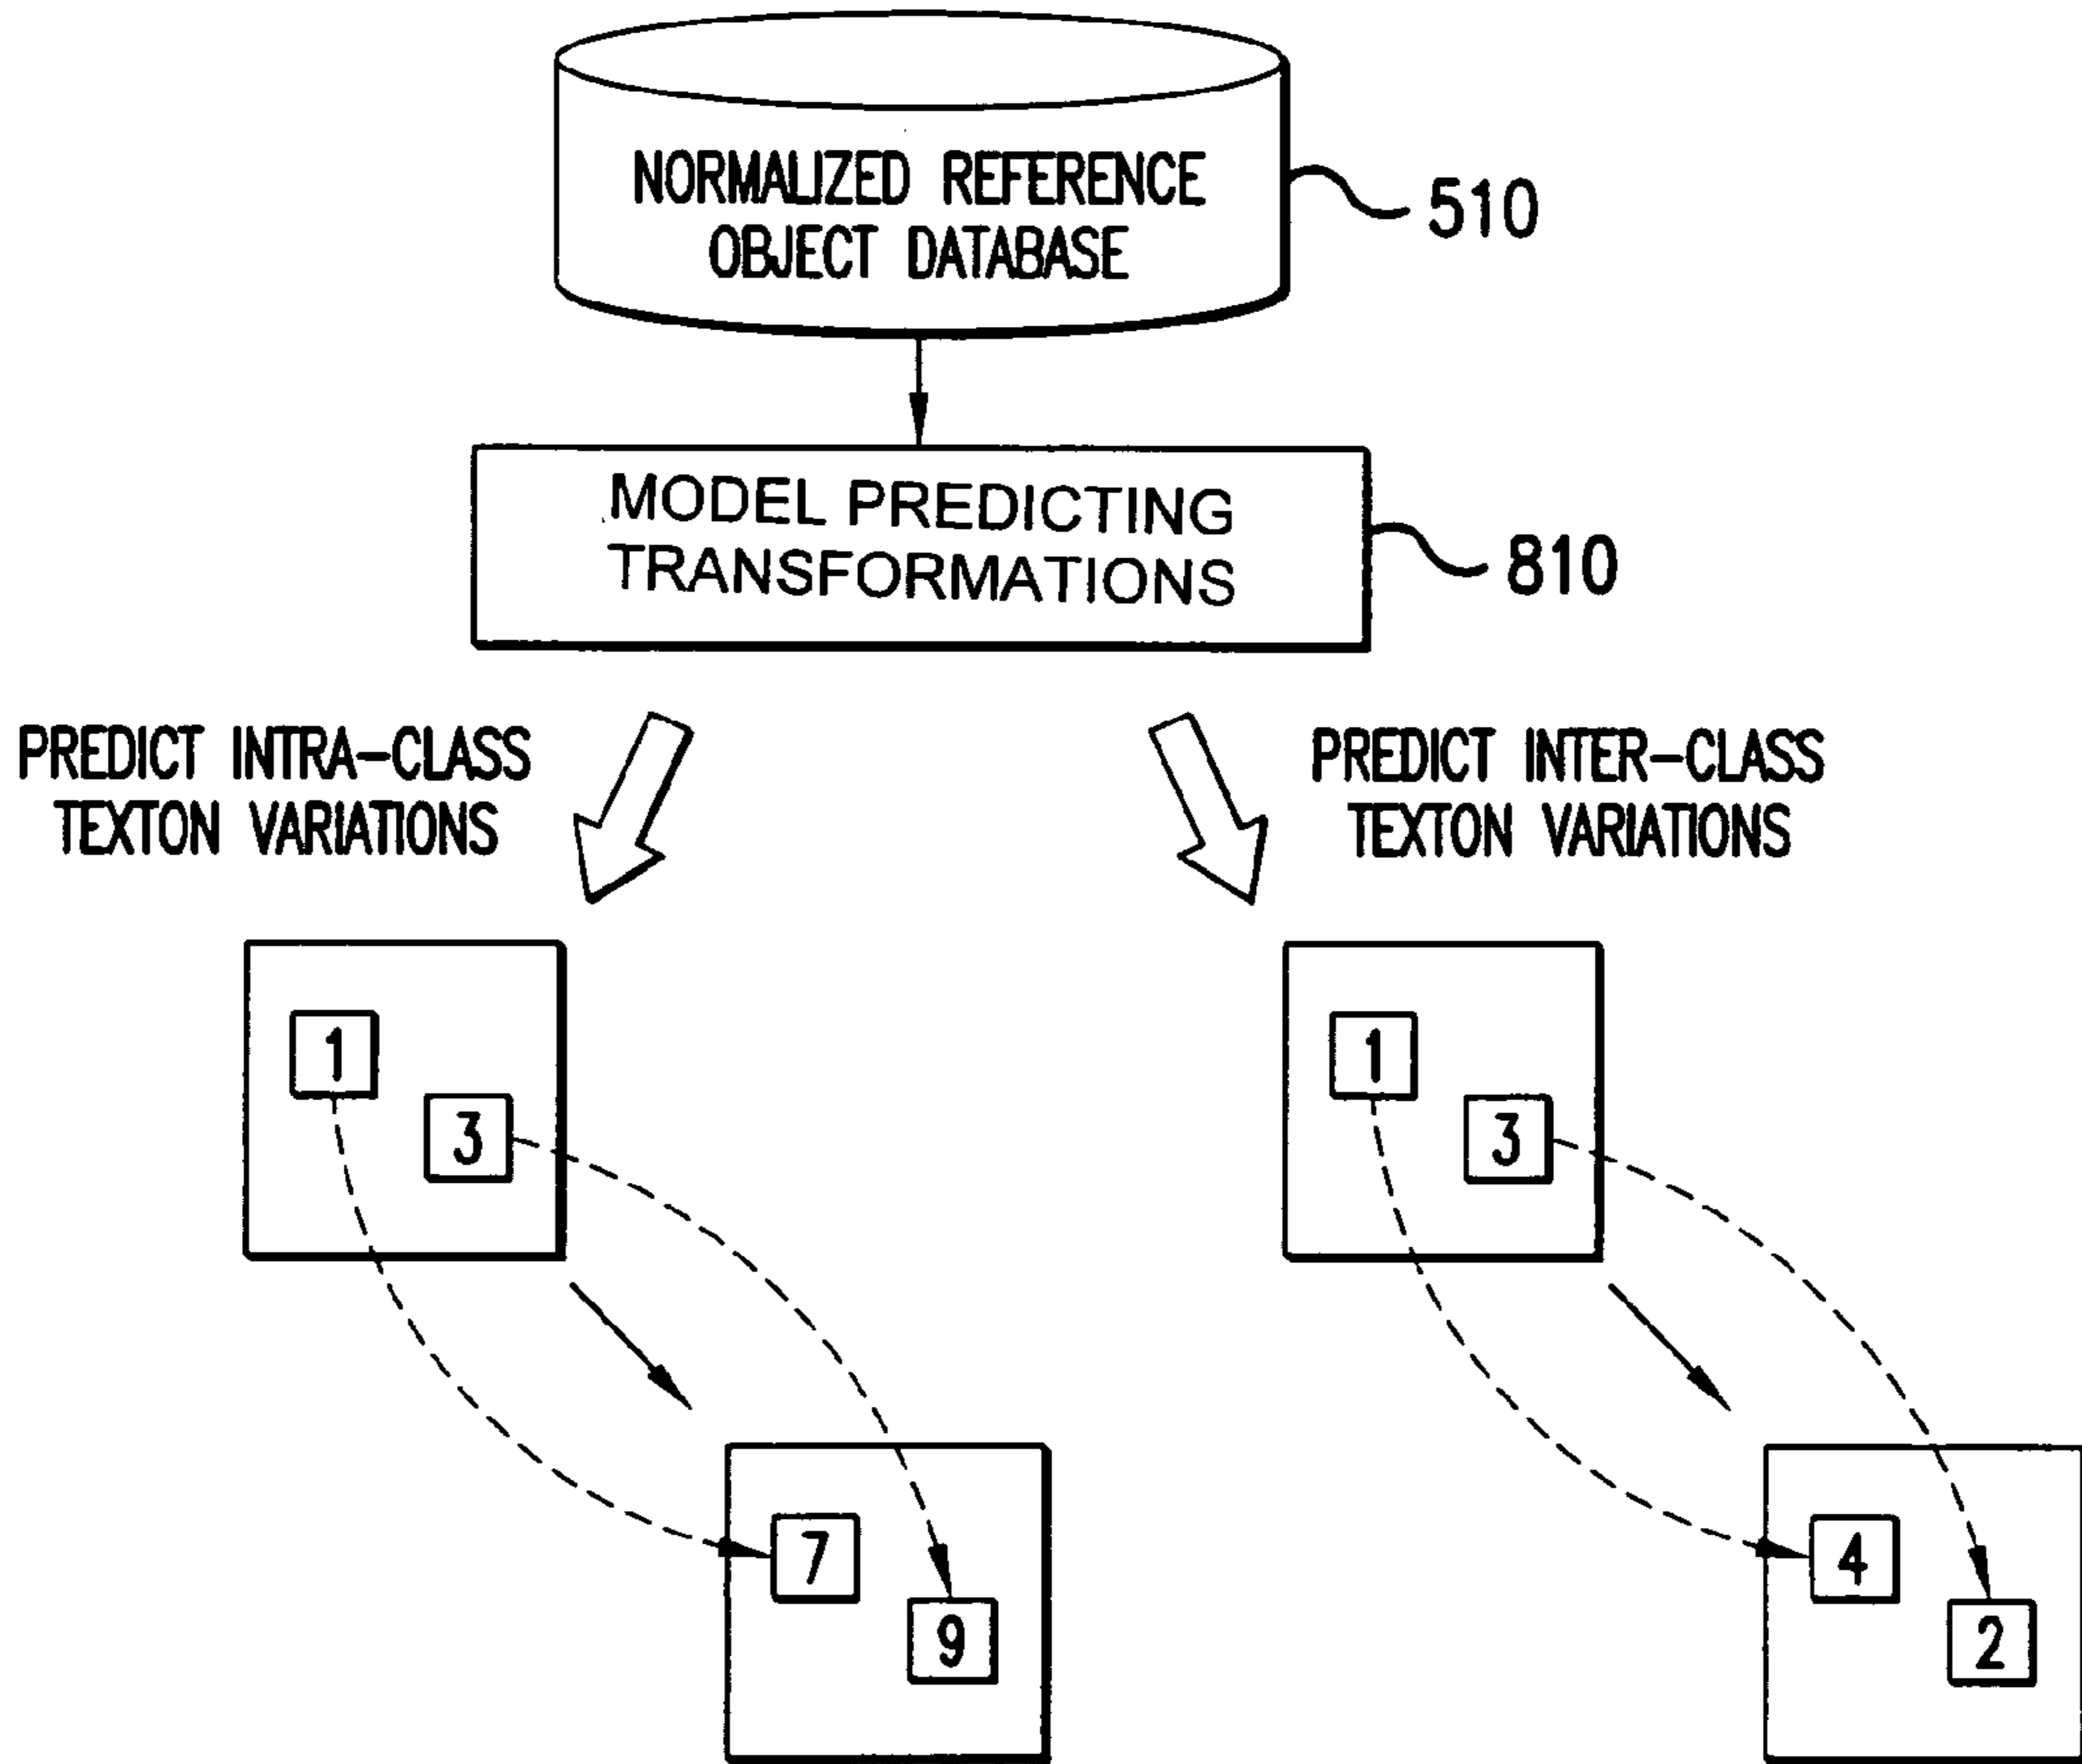 NORMALIZED REFERENCE
OBJECT DATABASE
510
MODEL PREDICTING
TRANSFORMATIONS
810
PREDICT INTRA-CLASS
TEXTON VARIATIONS
PREDICT INTER-CLASS
TEXTON VARIATIONS
1
3
1
3
7
9
4
2